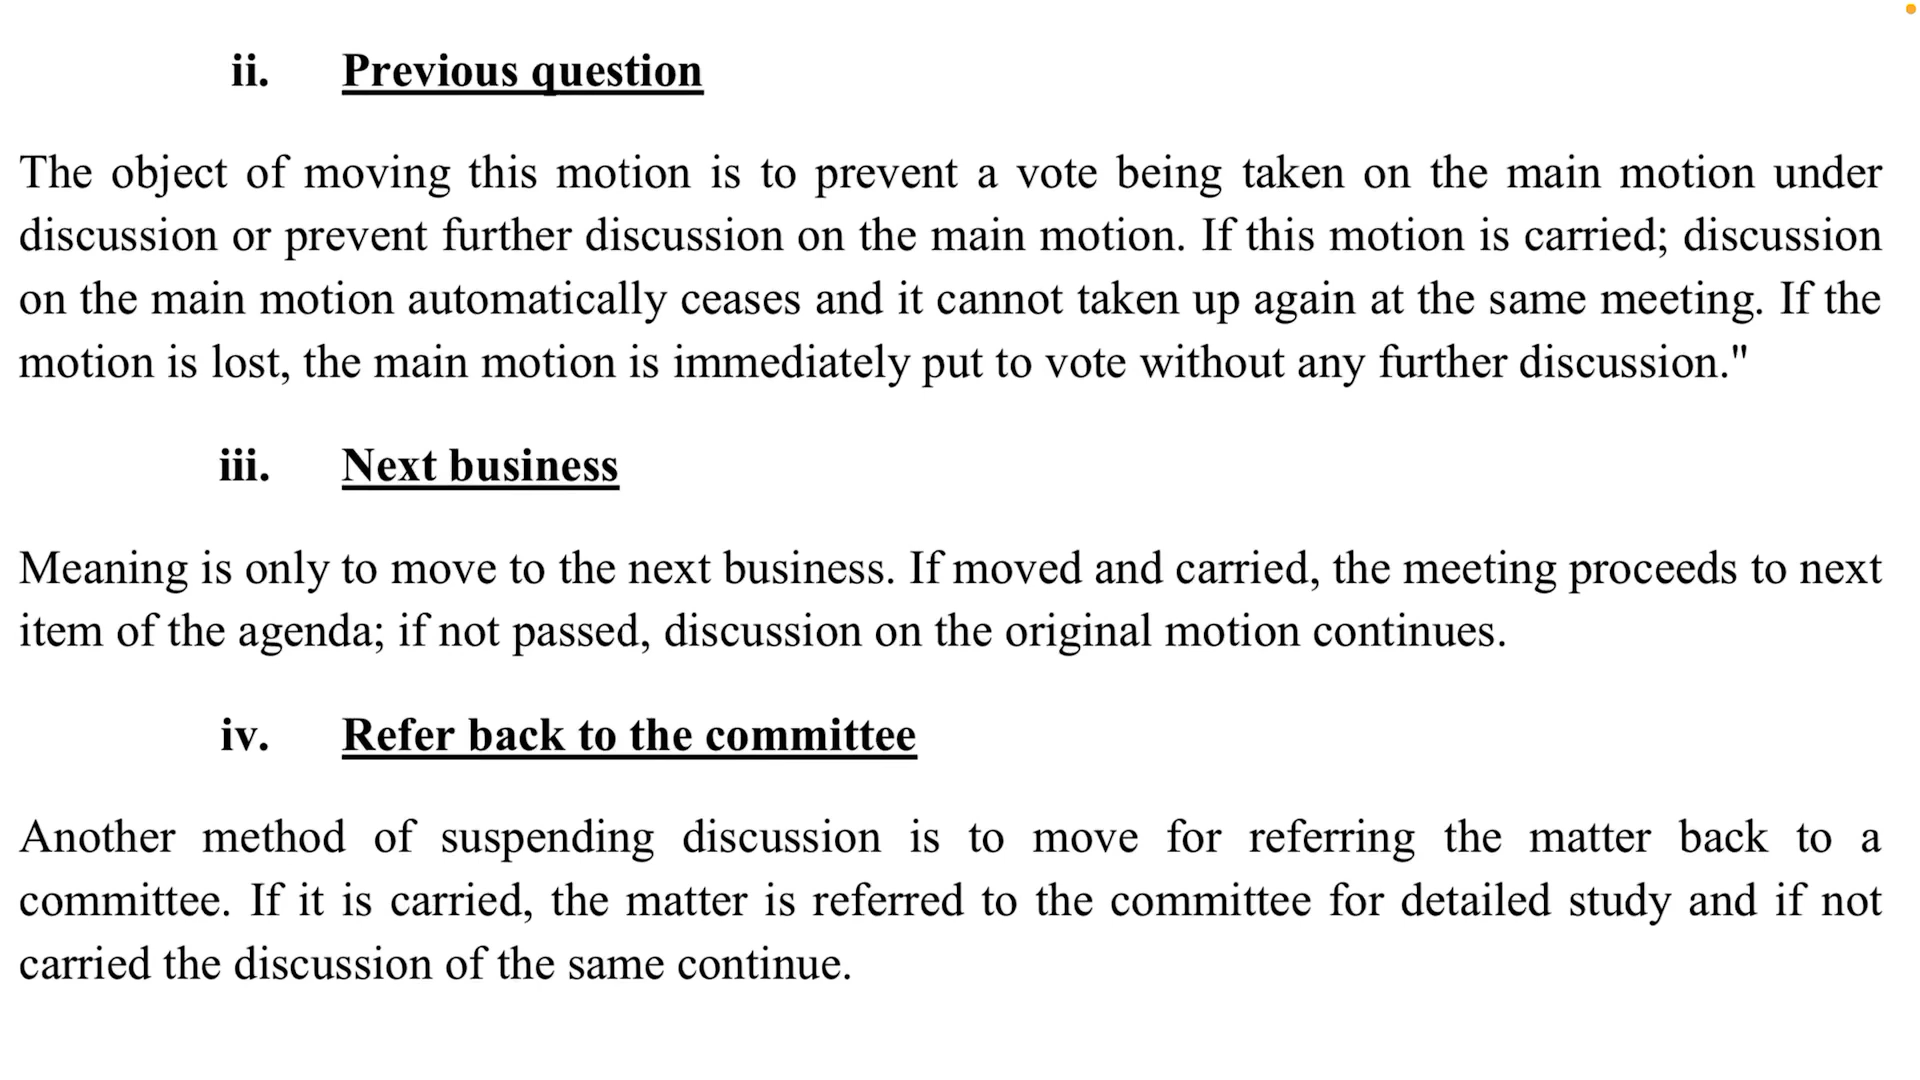 ii. Previous question
The object of moving this motion is to prevent a vote being taken on the main motion under
discussion or prevent further discussion on the main motion. If this motion is carried; discussion
on the main motion automatically ceases and it cannot taken up again at the same meeting. If the
motion is lost, the main motion is immediately put to vote without any further discussion."
iii. Next business
Meaning is only to move to the next business. If moved and carried, the meeting proceeds to next
item of the agenda; if not passed, discussion on the original motion continues.
iv. Refer back to the committee
Another method of suspending discussion is to move for referring the matter back to a
committee. If it is carried, the matter is referred to the committee for detailed study and if not
carried the discussion of the same continue.